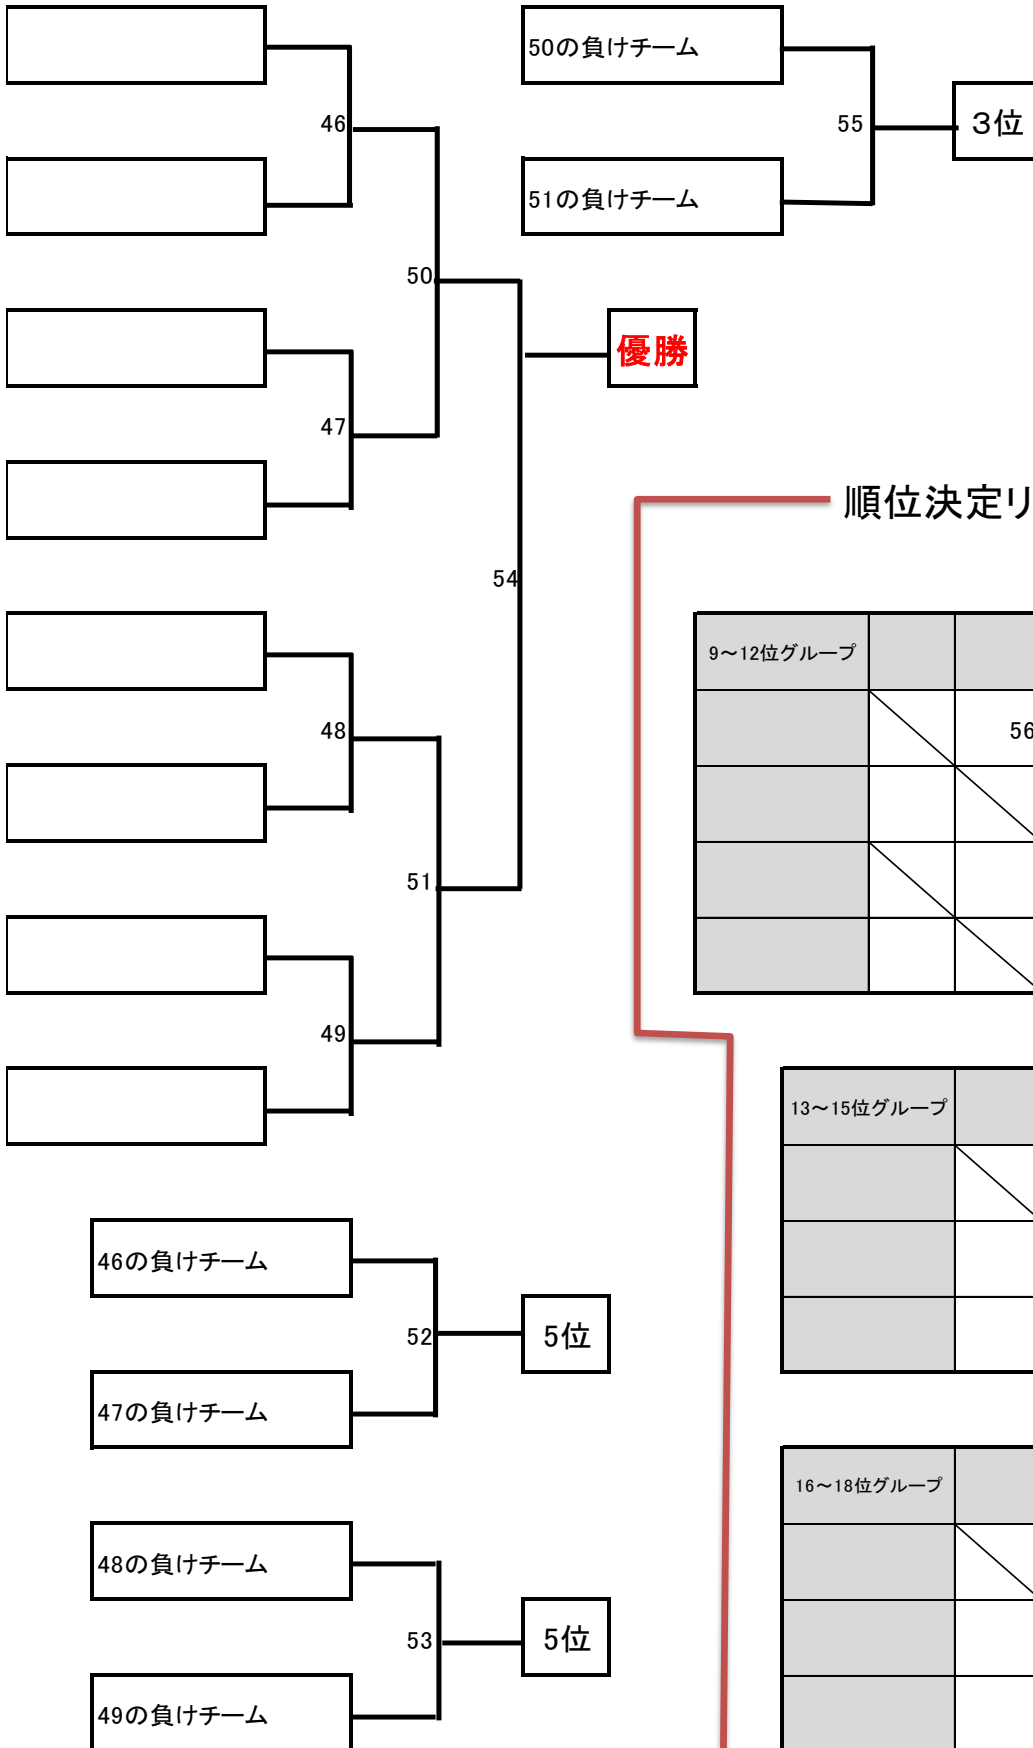 50の負けチーム
46
55
３位
51の負けチーム
50
優勝
47
順位決定リ
54
9～12位グループ
48
56
51
49
13～15位グループ
46の負けチーム
52
5位
47の負けチーム
16～18位グループ
48の負けチーム
53
5位
49の負けチーム